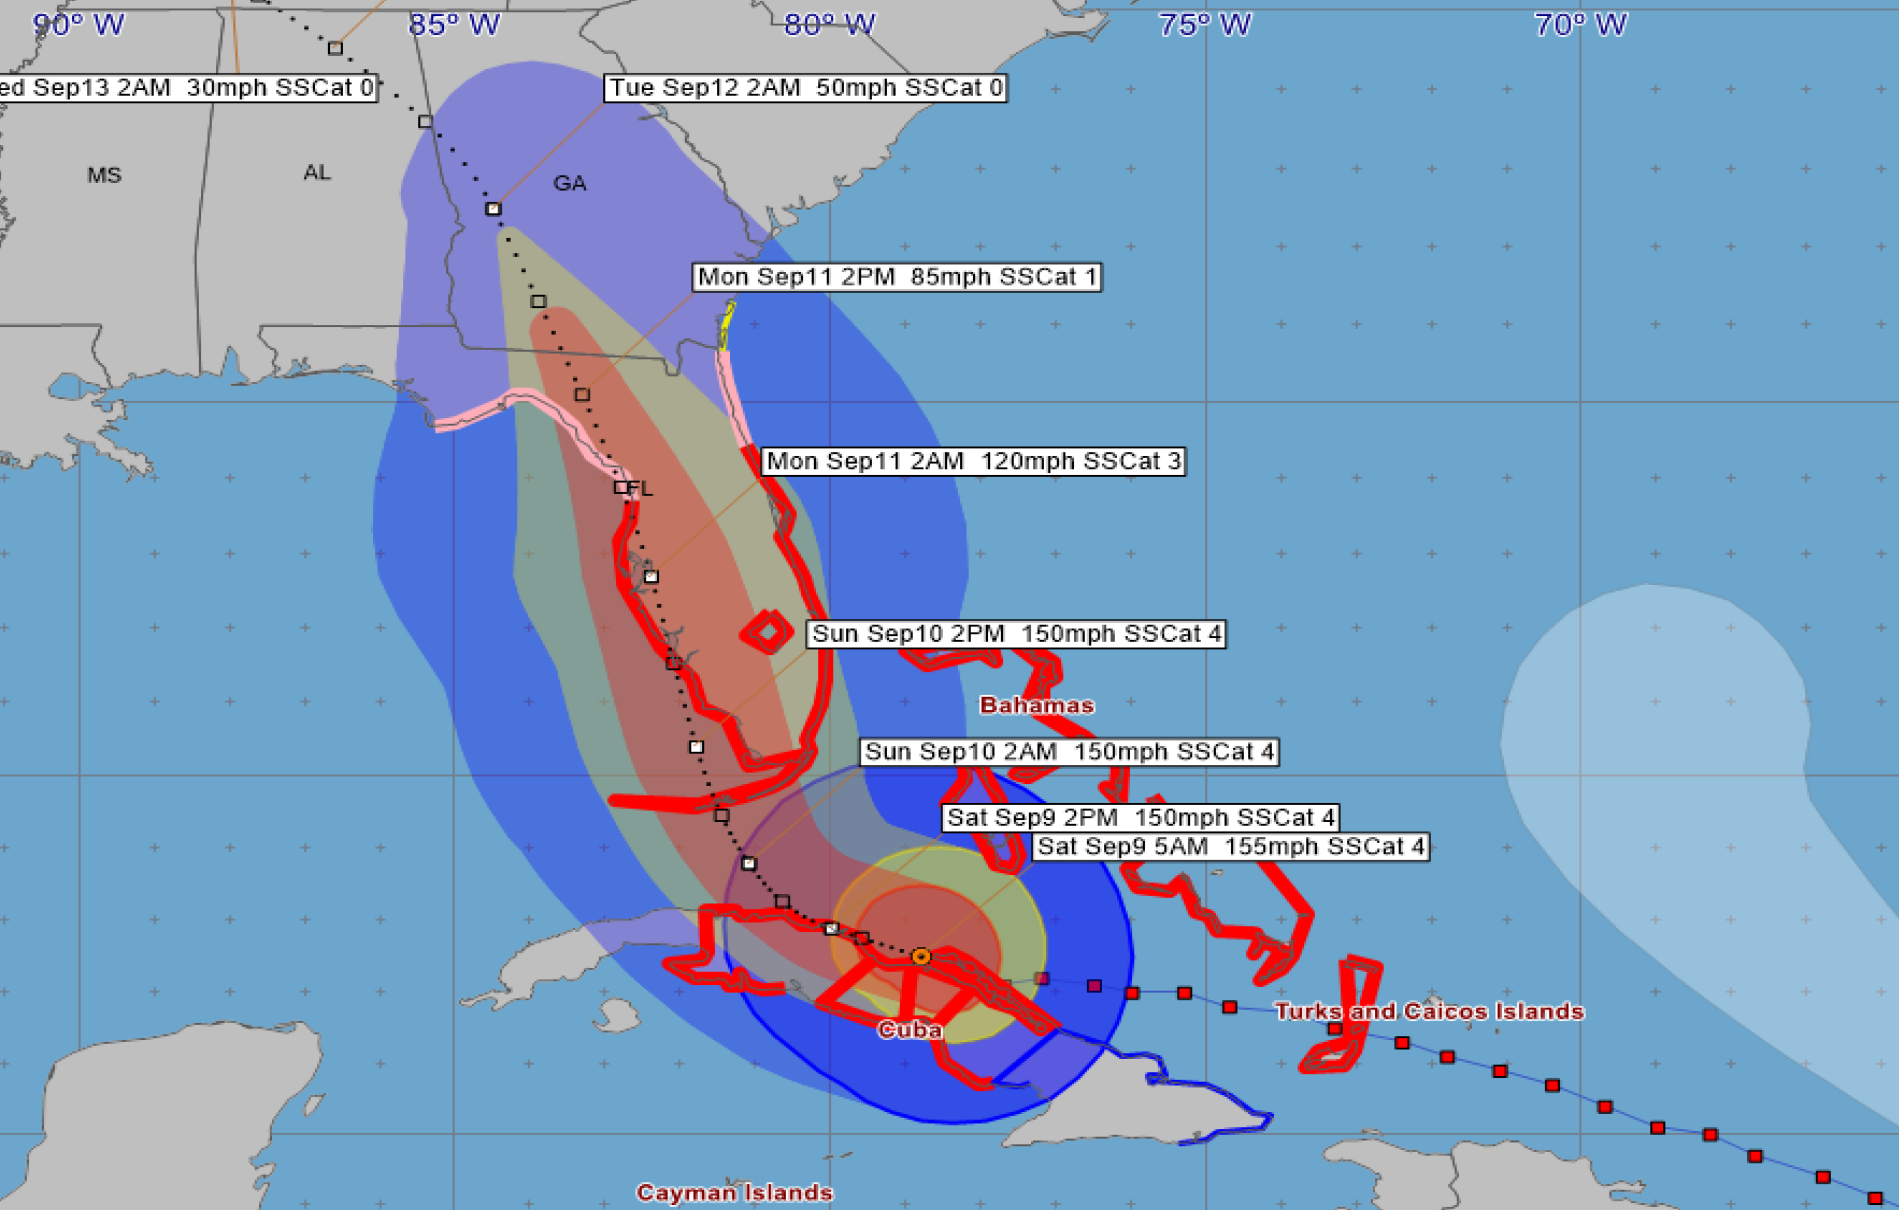 90° W
85° W
80° W
75° W
70° W
ed Sep13 2AM 30mph SSCat 0
Tue Sep12 2AM 50mph SSCat 0
MS
AL
GA
Mon Sep11 2PM 85mph SSCat 1
Mon Sep11 2AM 120mph SSCat 3
FL
Sun Sep10 2PM 150mph SSCat 4
Bahamas
Sun Sep10 2AM 150mph SSCat 4
Sat Sep9 2PM 150mph SSCat 4
Sat Sep9 5AM 155mph SSCat 4
Turks and Caicos Islands
Cuba
Cayman Islands